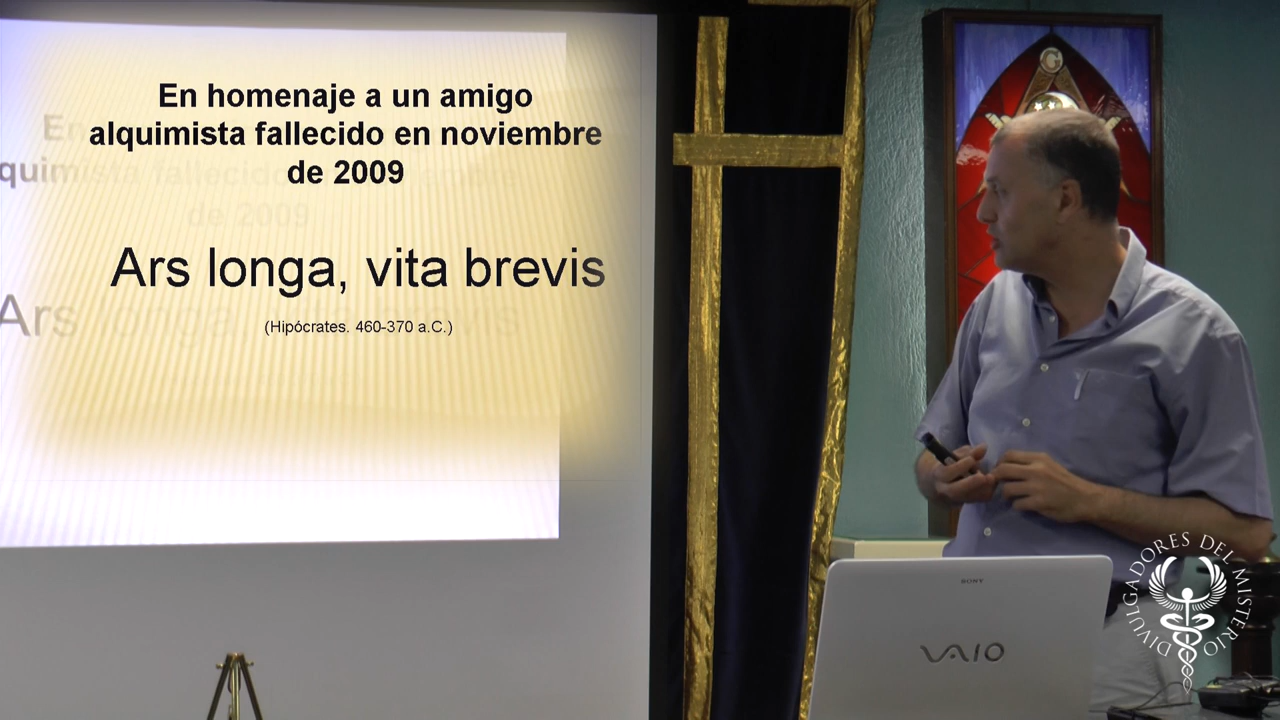 En homenaje a un amigo
alquimista fallecido en noviembre
de 2009
Ars longa, vita brevis
(Hipócrates. 460-370 a.C.)
G
SONY
VAIO
DIVULGADORES DEL MISTERIO